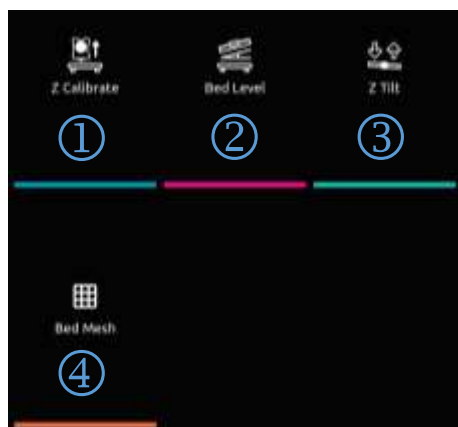 Z Calibrate Bed Level Z Tilt
① ② ③
Bed Mesh
④